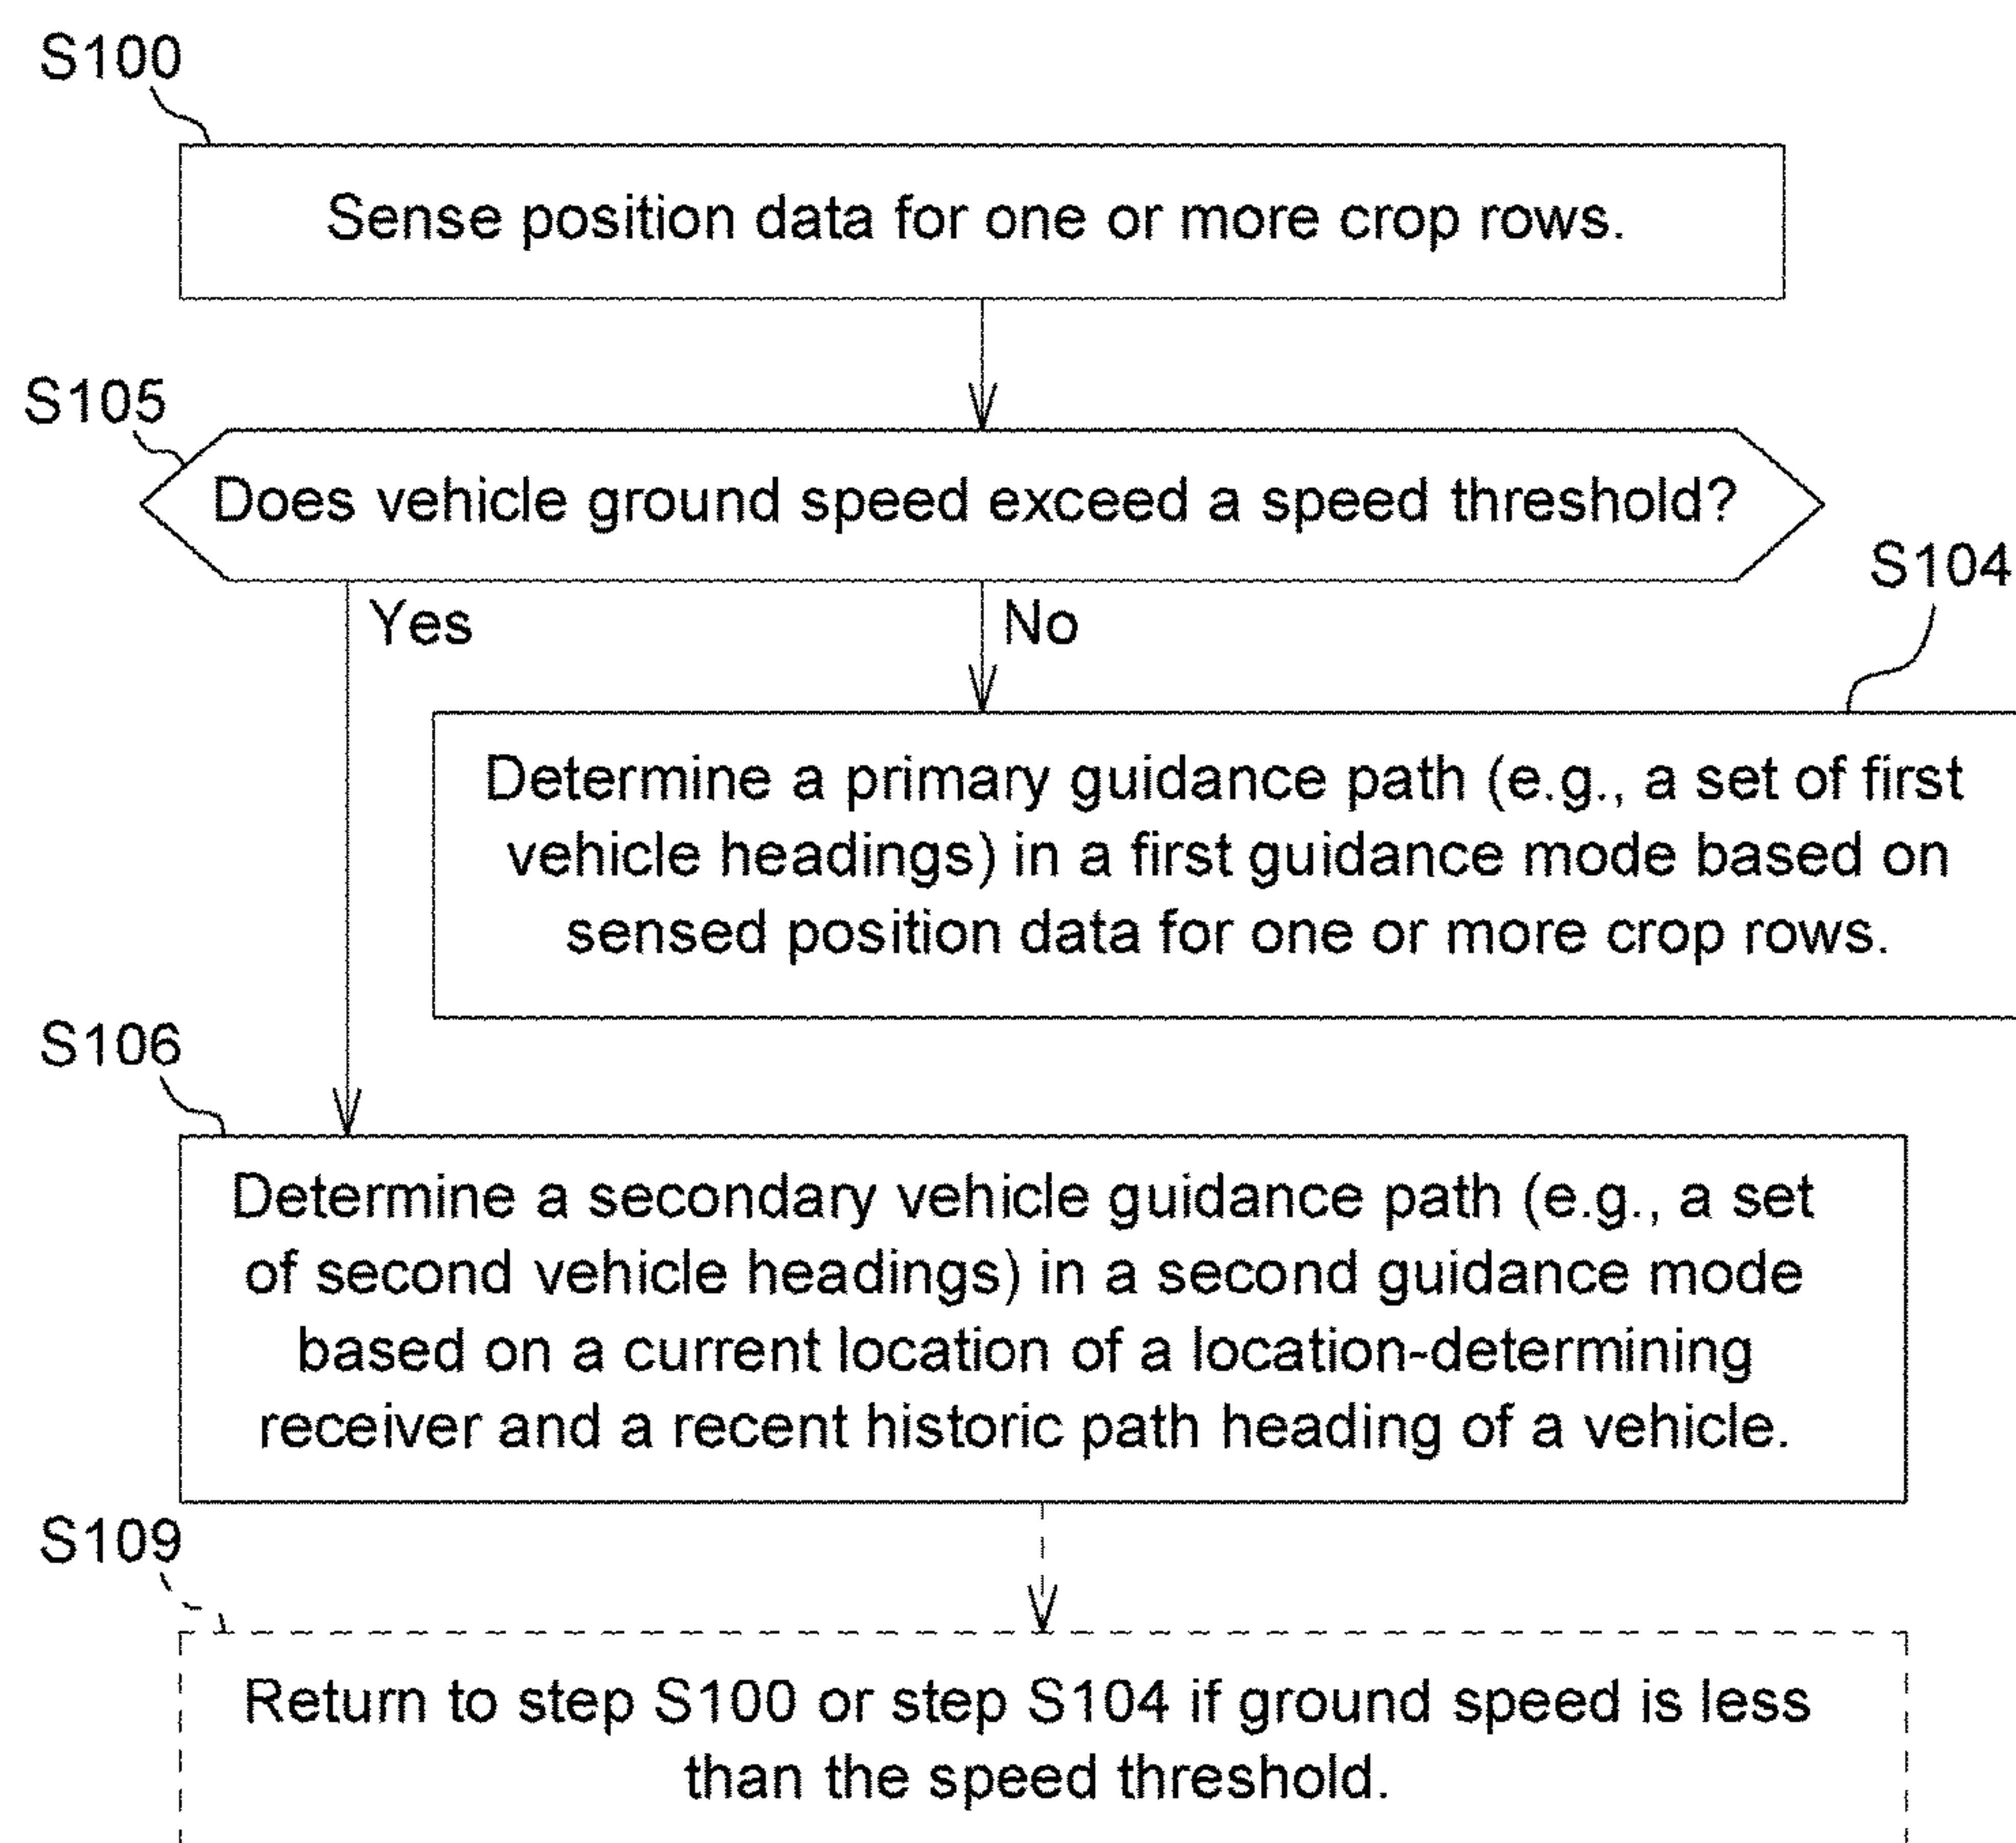 S100
Sense position data for one or more crop rows.
S105
Does vehicle ground speed exceed a speed threshold?
Yes
No
S104
Determine a primary guidance path (e.g., a set of first
vehicle headings) in a first guidance mode based on
sensed position data for one or more crop rows.
S106
Determine a secondary vehicle guidance path (e.g., a set
of second vehicle headings) in a second guidance mode
based on a current location of a location-determining
receiver and a recent historic path heading of a vehicle.
S109
Return to step S100 or step S104 if ground speed is less
than the speed threshold.